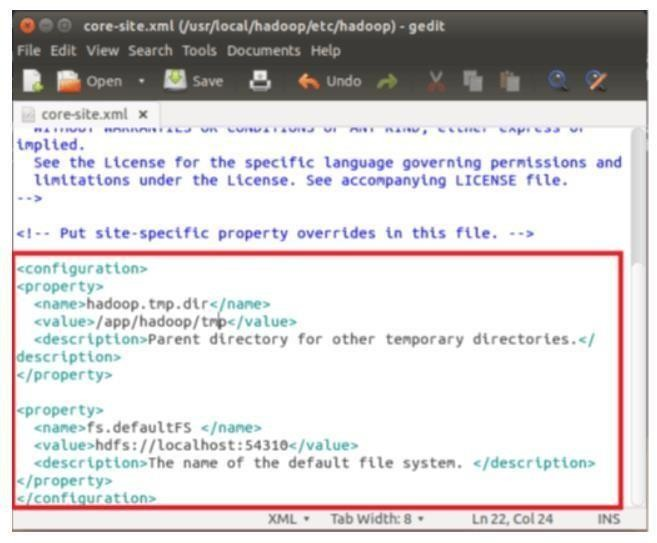 core-site.xml (/usr/local/hadoop/etc/hadoop) - gedit
File Edit View Search Tools Documents Help
Open Save Undo
core-site.xml ×
WITHOUT WARRANTIES OR CONDITIONS OF ANY KIND, either express or
implied.
  See the License for the specific language governing permissions and
  limitations under the License. See accompanying LICENSE file.
-->
<!-- Put site-specific property overrides in this file. -->
<configuration>
<property>
  <name>hadoop.tmp.dir</name>
  <value>/app/hadoop/tmp</value>
  <description>Parent directory for other temporary directories.</
description>
</property>
<property>
  <name>fs.defaultFS </name>
  <value>hdfs://localhost:54310</value>
  <description>The name of the default file system. </description>
</property>
</configuration>
XML Tab Width: 8 Ln 22, Col 24 INS